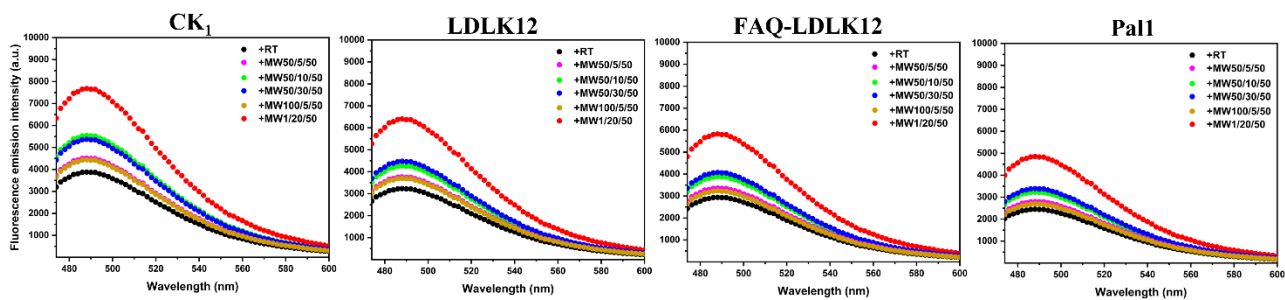 CK₁
Fluorescence emission intensity (a.u.)
10000
9000
8000
7000
6000
5000
4000
3000
2000
1000
+RT
+MW50/5/50
+MW50/10/50
+MW50/30/50
+MW100/5/50
+MW1/20/50
480 500 520 540 560 580 600
Wavelength (nm)
LDLK12
10000
9000
8000
7000
6000
5000
4000
3000
2000
1000
+RT
+MW50/5/50
+MW50/10/50
+MW50/30/50
+MW100/5/50
+MW1/20/50
480 500 520 540 560 580 600
Wavelength (nm)
FAQ-LDLK12
10000
9000
8000
7000
6000
5000
4000
3000
2000
1000
+RT
+MW50/5/50
+MW50/10/50
+MW50/30/50
+MW100/5/50
+MW1/20/50
480 500 520 540 560 580 600
Wavelength (nm)
Pal1
10000
9000
8000
7000
6000
5000
4000
3000
2000
1000
+RT
+MW50/5/50
+MW50/10/50
+MW50/30/50
+MW100/5/50
+MW1/20/50
480 500 520 540 560 580 600
Wavelength (nm)